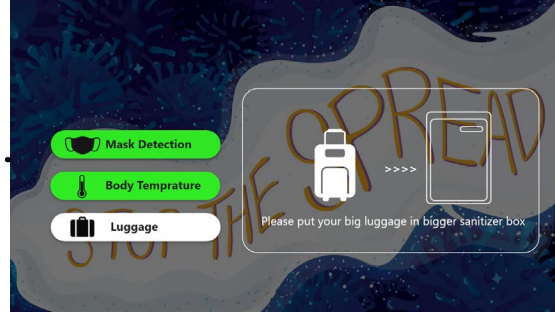 STOP THE SPREAD
Mask Detection
Body Temprature
Luggage
>>>>
Please put your big luggage in bigger sanitizer box